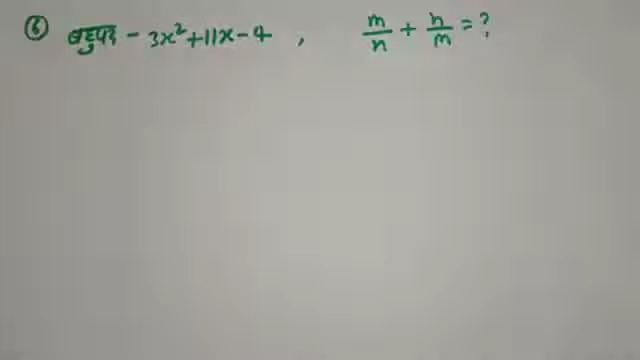 ⑥ बहुपद - 3x²+11x-4 , m/n + n/m = ?